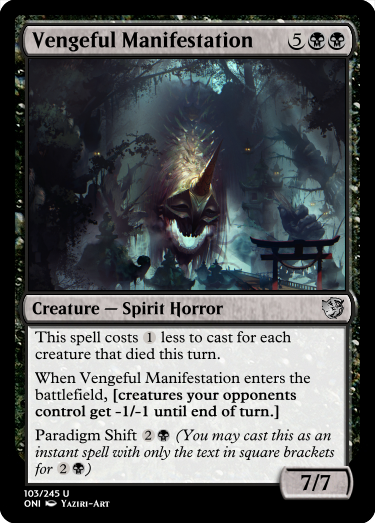 Vengeful Manifestation 5
Creature — Spirit Horror
This spell costs 1 less to cast for each
creature that died this turn.
When Vengeful Manifestation enters the
battlefield, [creatures your opponents
control get -1/-1 until end of turn.]
Paradigm Shift 2 (You may cast this as an
instant spell with only the text in square brackets
for 2)
7/7
103/245 U
ONI Yaziri-Art